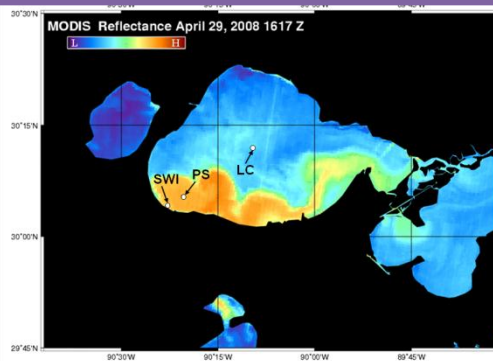 MODIS Reflectance April 29, 2008 1617 Z
L H
30°30'N
30°15'N
30°00'N
29°45'N
SWI
PS
LC
90°30'W 90°15'W 90°00'W 89°45'W